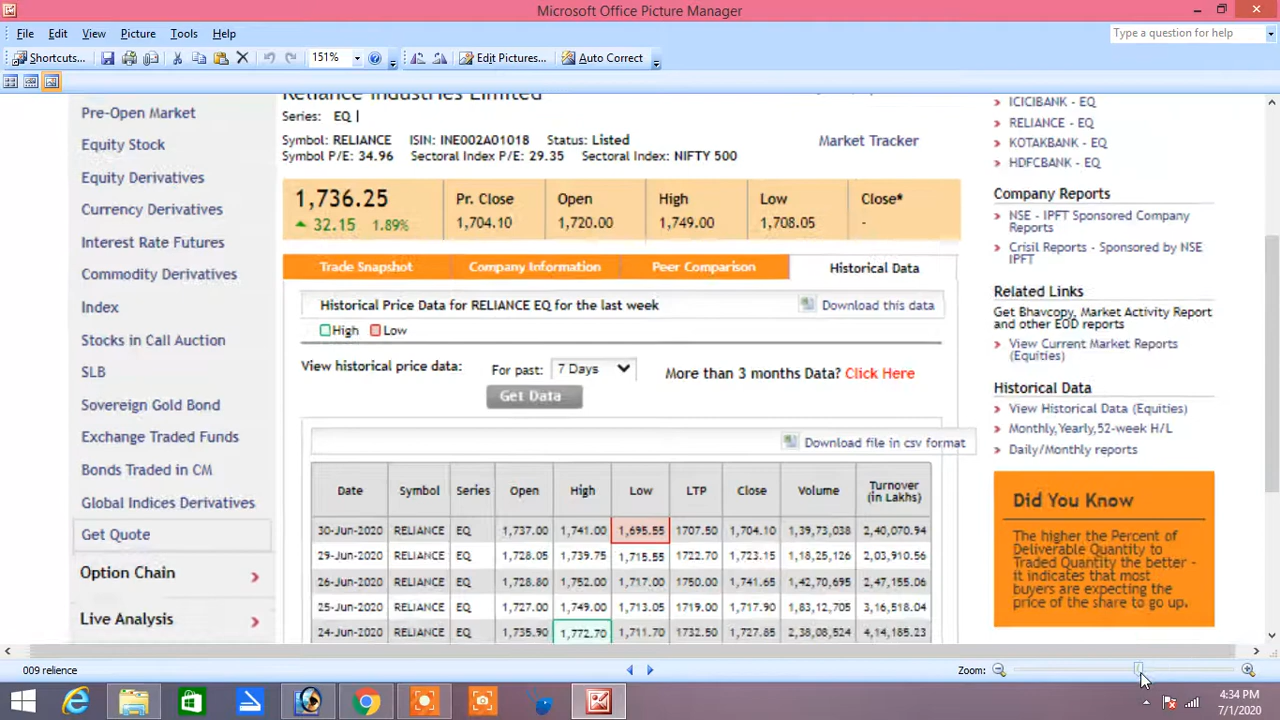 Microsoft Office Picture Manager
File Edit View Picture Tools Help
Type a question for help
Shortcuts... 151% Edit Pictures... Auto Correct
Pre-Open Market
Equity Stock
Equity Derivatives
Currency Derivatives
Interest Rate Futures
Commodity Derivatives
Index
Stocks in Call Auction
SLB
Sovereign Gold Bond
Exchange Traded Funds
Bonds Traded in CM
Global Indices Derivatives
Get Quote
Option Chain
Live Analysis
Reliance Industries Limited
Series: EQ |
Symbol: RELIANCE ISIN: INE002A01018 Status: Listed
Symbol P/E: 34.96 Sectoral Index P/E: 29.35 Sectoral Index: NIFTY 500
Market Tracker
1,736.25 Pr. Close Open High Low Close*
32.15 1.89% 1,704.10 1,720.00 1,749.00 1,708.05 -
Trade Snapshot Company Information Peer Comparison Historical Data
Historical Price Data for RELIANCE EQ for the last week Download this data
High Low
View historical price data: For past: 7 Days More than 3 months Data? Click Here
Get Data
Download file in csv format
Date Symbol Series Open High Low LTP Close Volume Turnover (in Lakhs)
30-Jun-2020 RELIANCE EQ 1,737.00 1,741.00 1,695.55 1707.50 1,704.10 1,39,73,038 2,40,070.94
29-Jun-2020 RELIANCE EQ 1,728.05 1,739.75 1,715.55 1722.70 1,723.15 1,18,25,126 2,03,910.56
26-Jun-2020 RELIANCE EQ 1,728.80 1,752.00 1,717.00 1750.00 1,741.65 1,42,70,695 2,47,155.06
25-Jun-2020 RELIANCE EQ 1,727.00 1,749.00 1,713.05 1719.00 1,717.90 1,83,12,705 3,16,518.04
24-Jun-2020 RELIANCE EQ 1,735.90 1,772.70 1,711.70 1732.50 1,727.85 2,38,08,524 4,14,185.23
ICICIBANK - EQ
RELIANCE - EQ
KOTAKBANK - EQ
HDFCBANK - EQ
Company Reports
NSE - IPFT Sponsored Company
Reports
Crisil Reports - Sponsored by NSE
IPFT
Related Links
Get Bhavcopy, Market Activity Report
and other EOD reports
View Current Market Reports
(Equities)
Historical Data
View Historical Data (Equities)
Monthly,Yearly,52-week H/L
Daily/Monthly reports
Did You Know
The higher the Percent of
Deliverable Quantity to
Traded Quantity the better -
it indicates that most
buyers are expecting the
price of the share to go up.
009 relience Zoom:
4:34 PM
7/1/2020